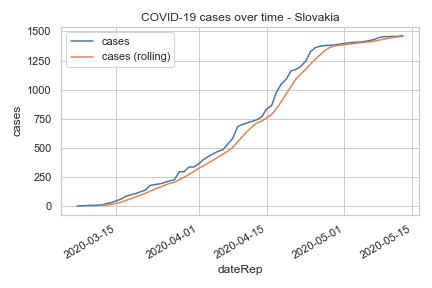 COVID-19 cases over time - Slovakia
cases
cases (rolling)
1500
1250
1000
750
500
250
0
cases
2020-03-15
2020-04-01
2020-04-15
2020-05-01
2020-05-15
dateRep